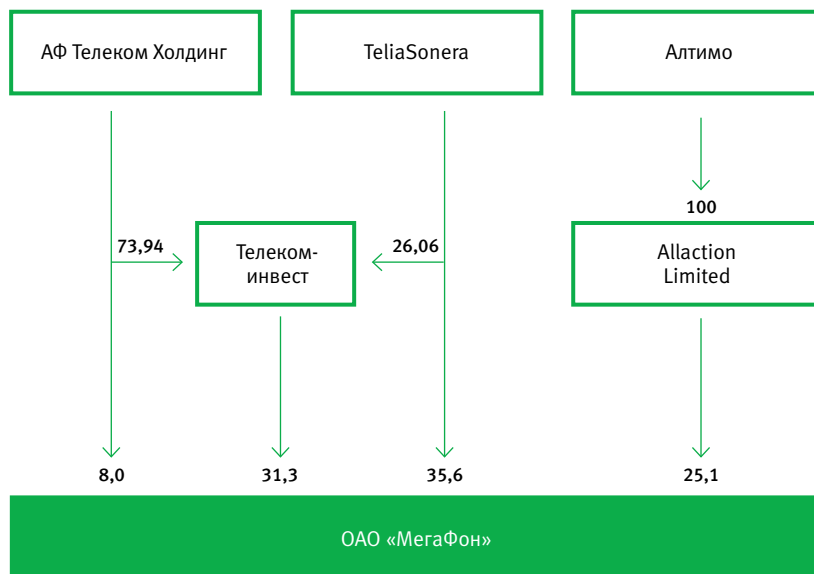 АФ Телеком Холдинг
TeliaSonera
Алтимо
100
73,94
Телеком-
инвест
26,06
Allaction
Limited
8,0
31,3
35,6
25,1
ОАО «МегаФон»